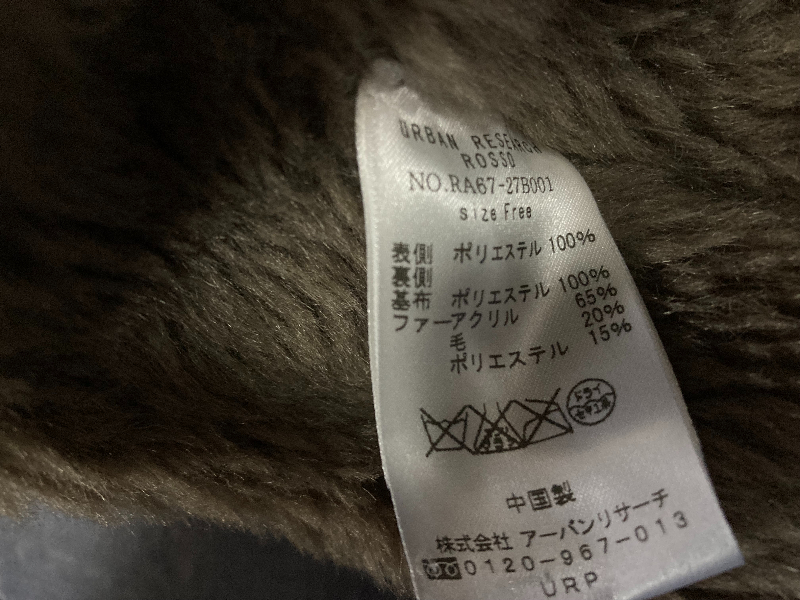 URBAN RESEARCH
ROSSO
NO.RA67-27B001
size Free
表側 ポリエステル 100%
裏側
基布 ポリエステル 100%
ファーアクリル 65%
毛 20%
ポリエステル 15%
ドライ
中国製
株式会社 アーバンリサーチ
0120-967-013
URP